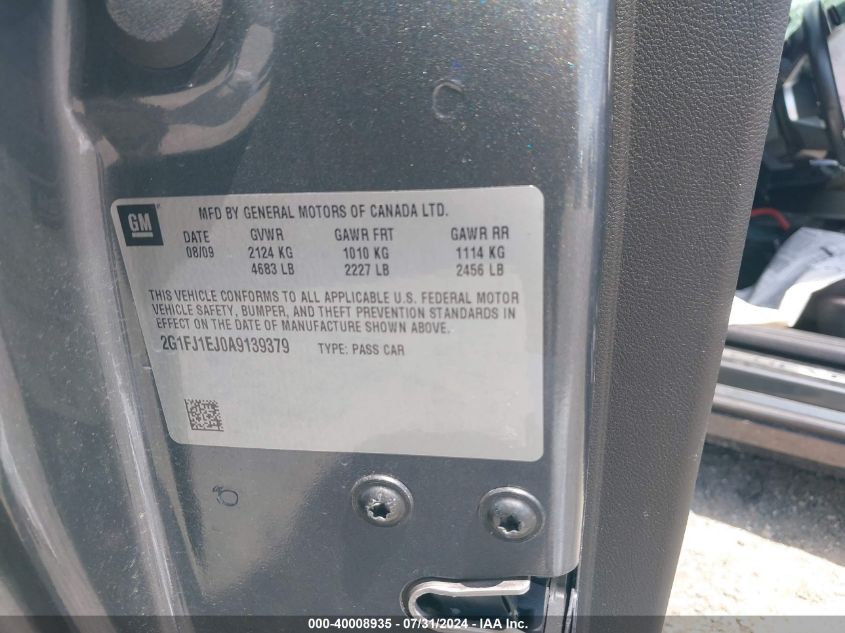 GM
MFD BY GENERAL MOTORS OF CANADA LTD.
DATE GVWR GAWR FRT GAWR RR
08/09 2124 KG 1010 KG 1114 KG
4683 LB 2227 LB 2456 LB
THIS VEHICLE CONFORMS TO ALL APPLICABLE U.S. FEDERAL MOTOR
VEHICLE SAFETY, BUMPER, AND THEFT PREVENTION STANDARDS IN
EFFECT ON THE DATE OF MANUFACTURE SHOWN ABOVE.
2G1FJ1EJ0A9139379 TYPE: PASS CAR
000-40008935 - 07/31/2024 - IAA Inc.